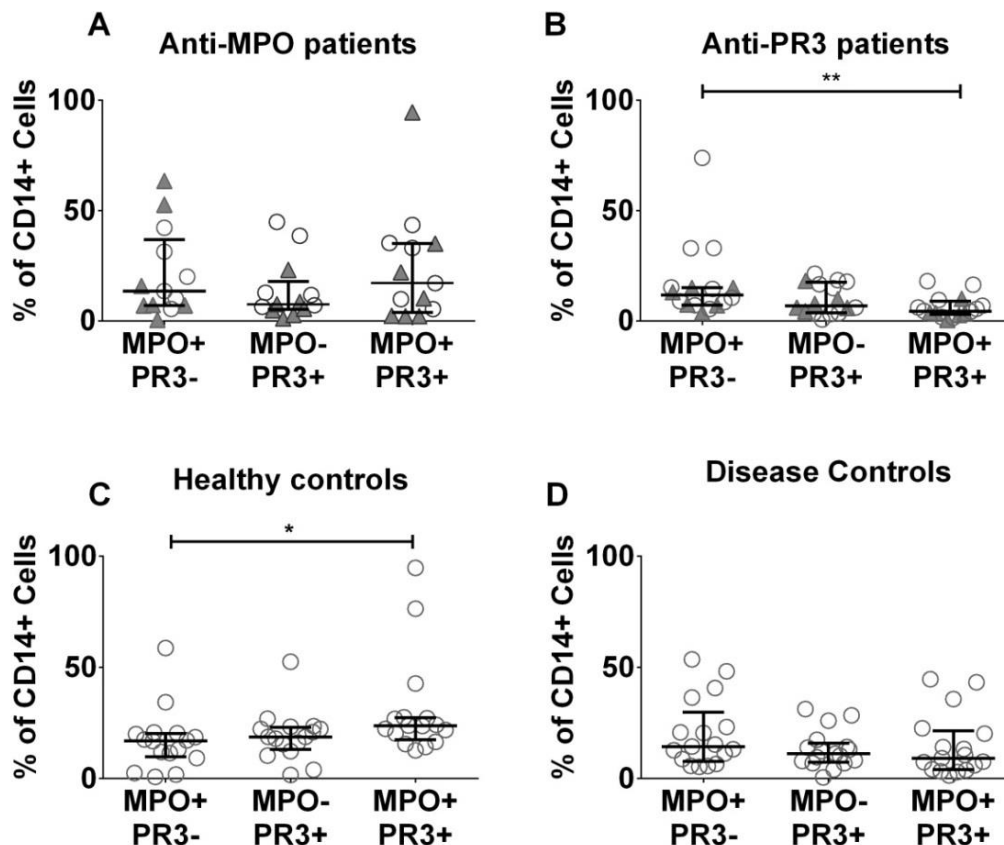 A
Anti-MPO patients
% of CD14+ Cells
100
50
0
MPO+ MPO- MPO+
PR3- PR3+ PR3+
B
Anti-PR3 patients
**
% of CD14+ Cells
100
50
0
MPO+ MPO- MPO+
PR3- PR3+ PR3+
C
Healthy controls
*
% of CD14+ Cells
100
50
0
MPO+ MPO- MPO+
PR3- PR3+ PR3+
D
Disease Controls
% of CD14+ Cells
100
50
0
MPO+ MPO- MPO+
PR3- PR3+ PR3+